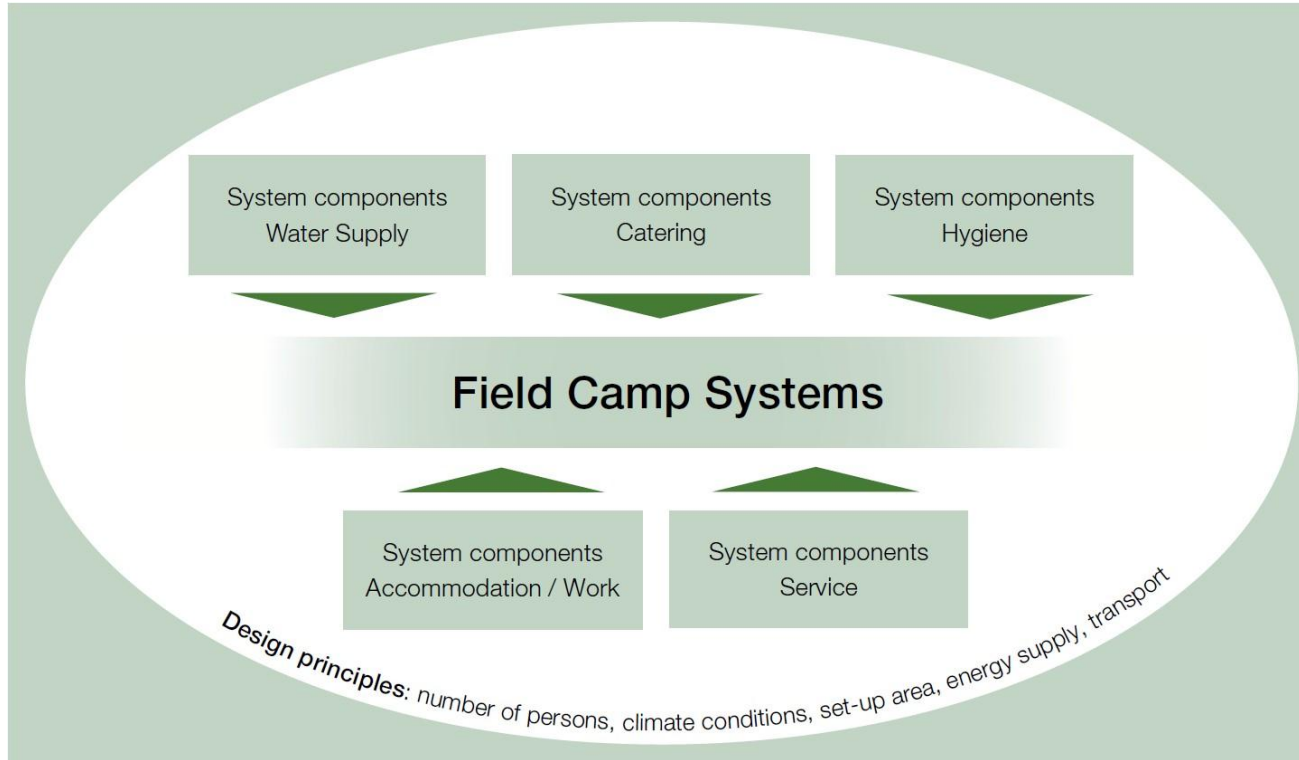 System components
Water Supply
System components
Catering
System components
Hygiene
Field Camp Systems
System components
Accommodation / Work
System components
Service
Design principles: number of persons, climate conditions, set-up area, energy supply, transport